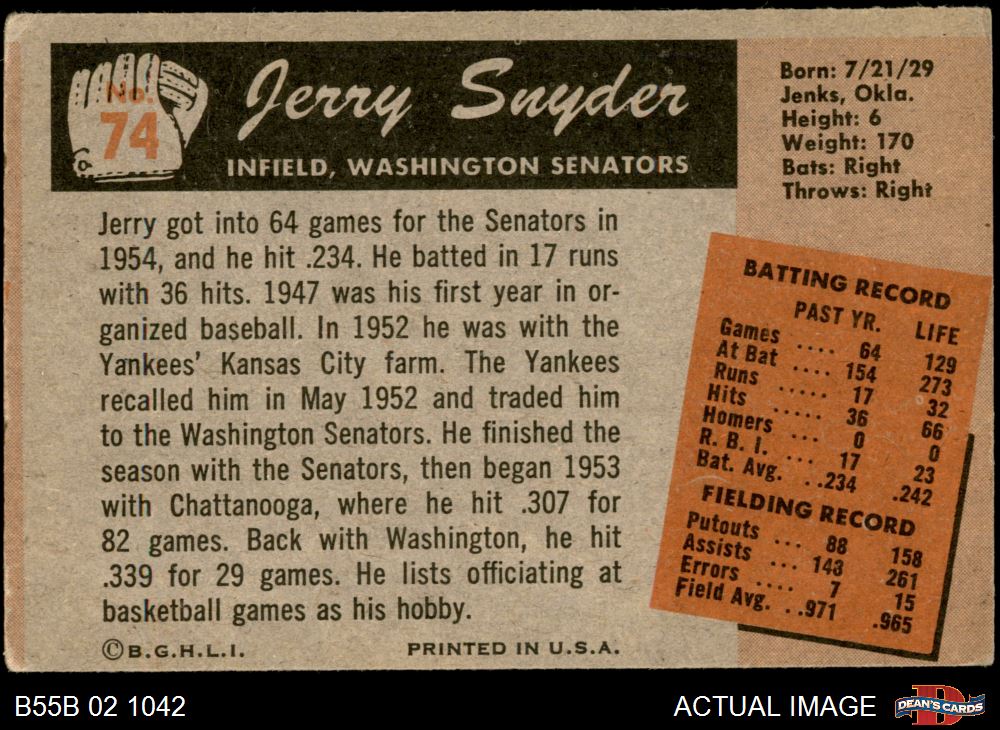 No.
74
Jerry Snyder
INFIELD, WASHINGTON SENATORS
Born: 7/21/29
Jenks, Okla.
Height: 6
Weight: 170
Bats: Right
Throws: Right
Jerry got into 64 games for the Senators in
1954, and he hit .234. He batted in 17 runs
with 36 hits. 1947 was his first year in or-
ganized baseball. In 1952 he was with the
Yankees' Kansas City farm. The Yankees
recalled him in May 1952 and traded him
to the Washington Senators. He finished the
season with the Senators, then began 1953
with Chattanooga, where he hit .307 for
82 games. Back with Washington, he hit
.339 for 29 games. He lists officiating at
basketball games as his hobby.
©B.G.H.L.I. PRINTED IN U.S.A.
BATTING RECORD
PAST YR. LIFE
Games .... 64 129
At Bat .... 154 273
Runs ..... 17 32
Hits ..... 36 66
Homers ... 0 0
R. B. I. ... 17 23
Bat. Avg. ..234 .242
FIELDING RECORD
Putouts ... 88 158
Assists ... 148 261
Errors .... 7 15
Field Avg. ..971 .965
B55B 02 1042 ACTUAL IMAGE DEAN'S CARDS